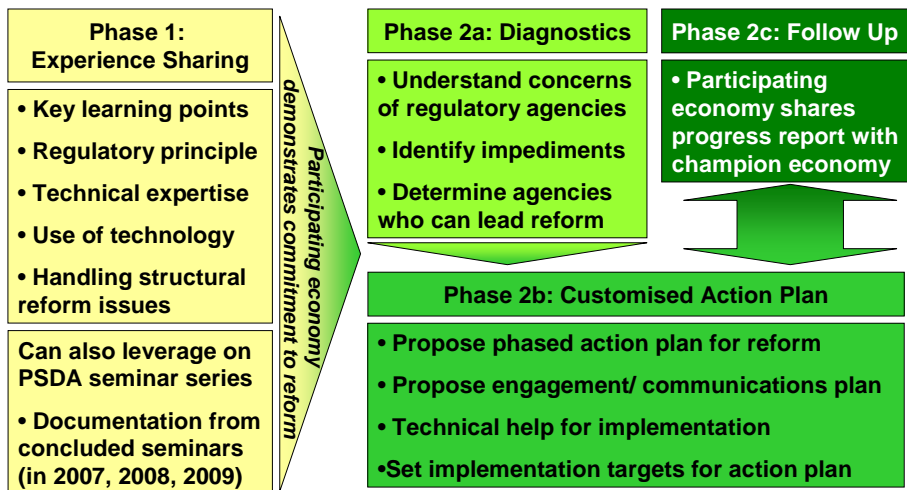 Phase 1:
Experience Sharing
• Key learning points
• Regulatory principle
• Technical expertise
• Use of technology
• Handling structural
reform issues
Can also leverage on
PSDA seminar series
• Documentation from
concluded seminars
(in 2007, 2008, 2009)
Participating economy
demonstrates commitment to reform
Phase 2a: Diagnostics
• Understand concerns
of regulatory agencies
• Identify impediments
• Determine agencies
who can lead reform
Phase 2c: Follow Up
• Participating
economy shares
progress report with
champion economy
Phase 2b: Customised Action Plan
• Propose phased action plan for reform
• Propose engagement/ communications plan
• Technical help for implementation
•Set implementation targets for action plan